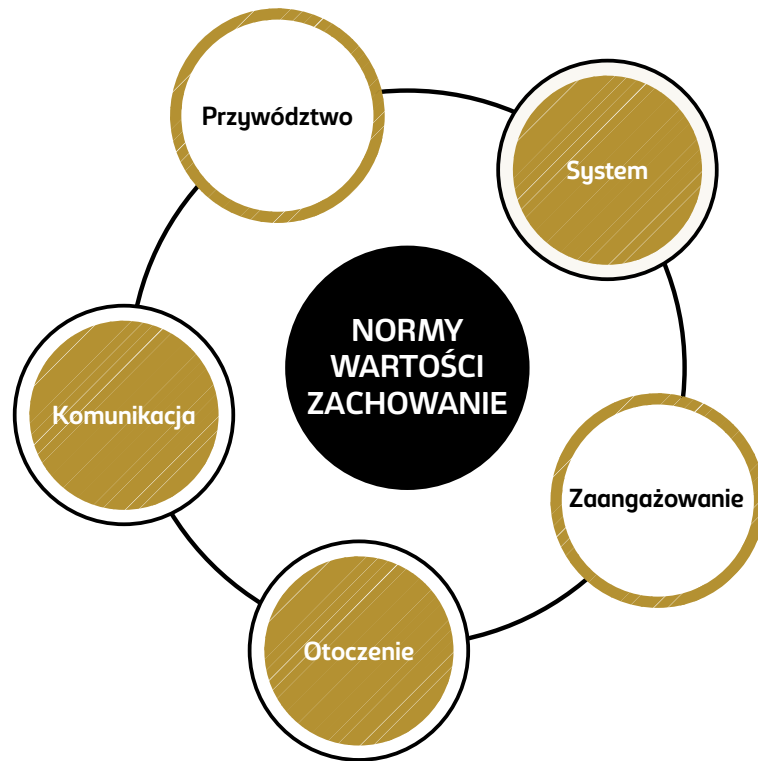 Przywództwo
System
NORMY
WARTOŚCI
ZACHOWANIE
Komunikacja
Zaangażowanie
Otoczenie